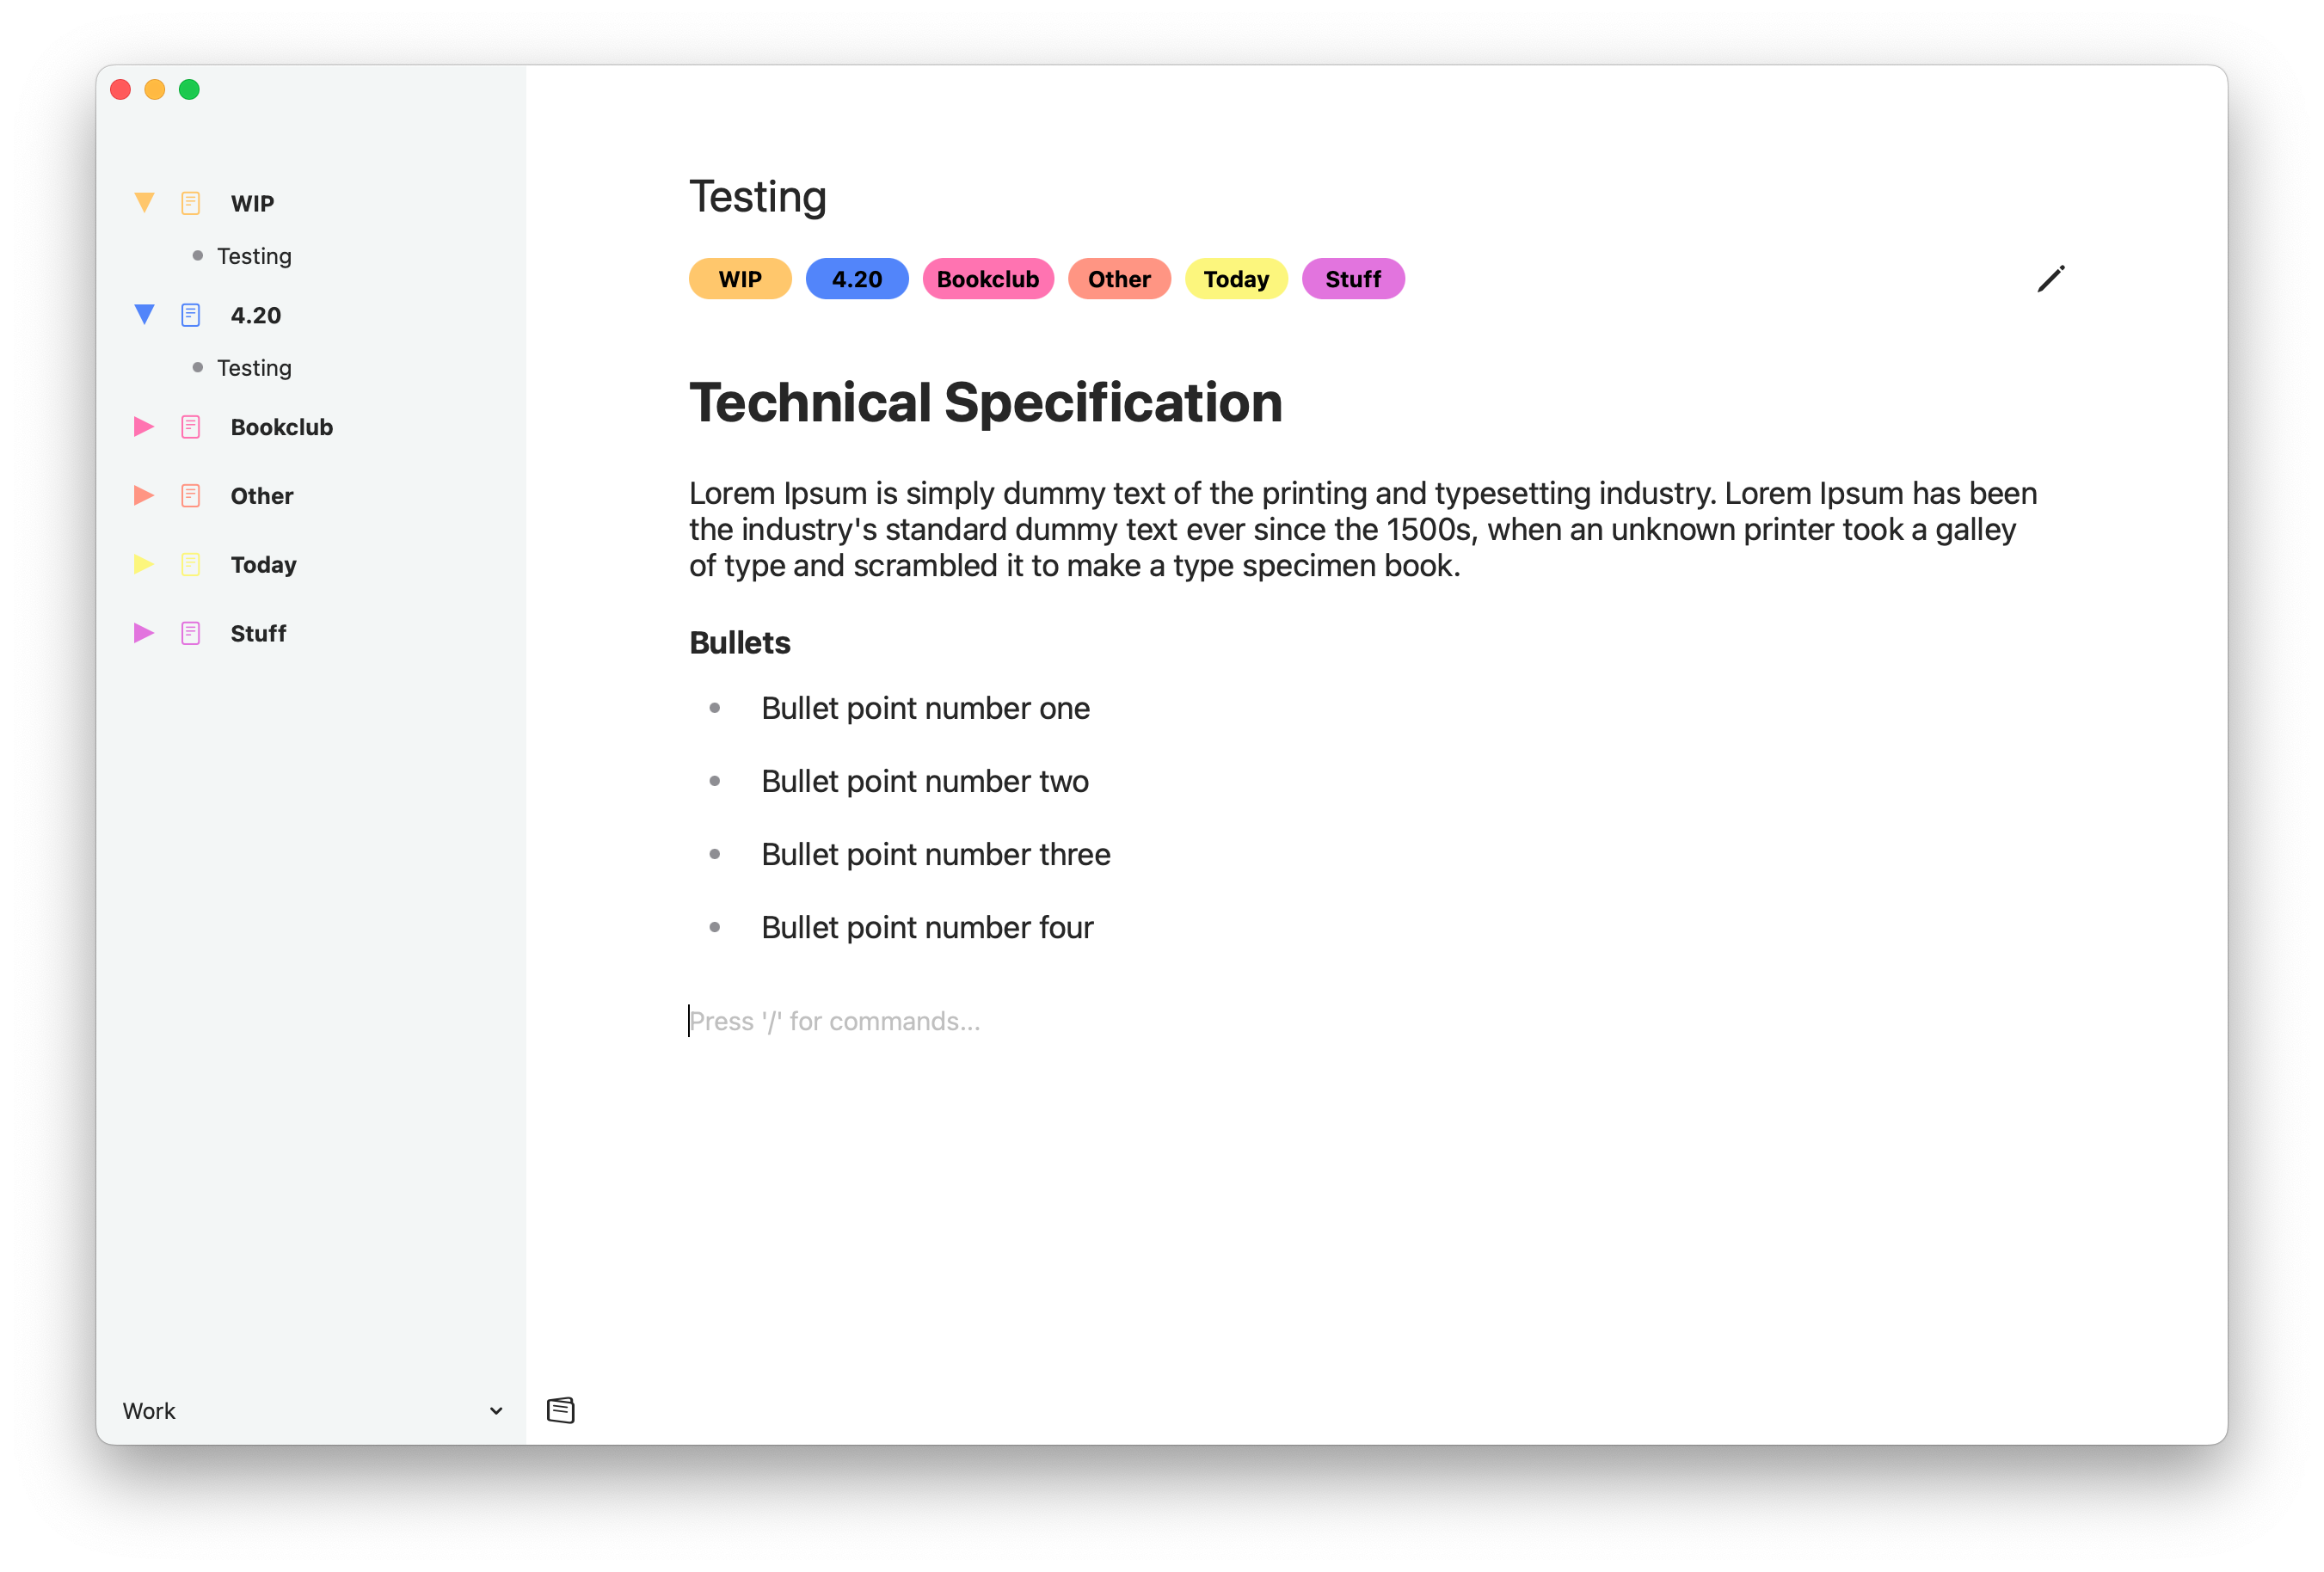 WIP
Testing
4.20
Testing
Bookclub
Other
Today
Stuff
Work
Testing
WIP 4.20 Bookclub Other Today Stuff
Technical Specification
Lorem Ipsum is simply dummy text of the printing and typesetting industry. Lorem Ipsum has been
the industry's standard dummy text ever since the 1500s, when an unknown printer took a galley
of type and scrambled it to make a type specimen book.
Bullets
Bullet point number one
Bullet point number two
Bullet point number three
Bullet point number four
Press '/' for commands...